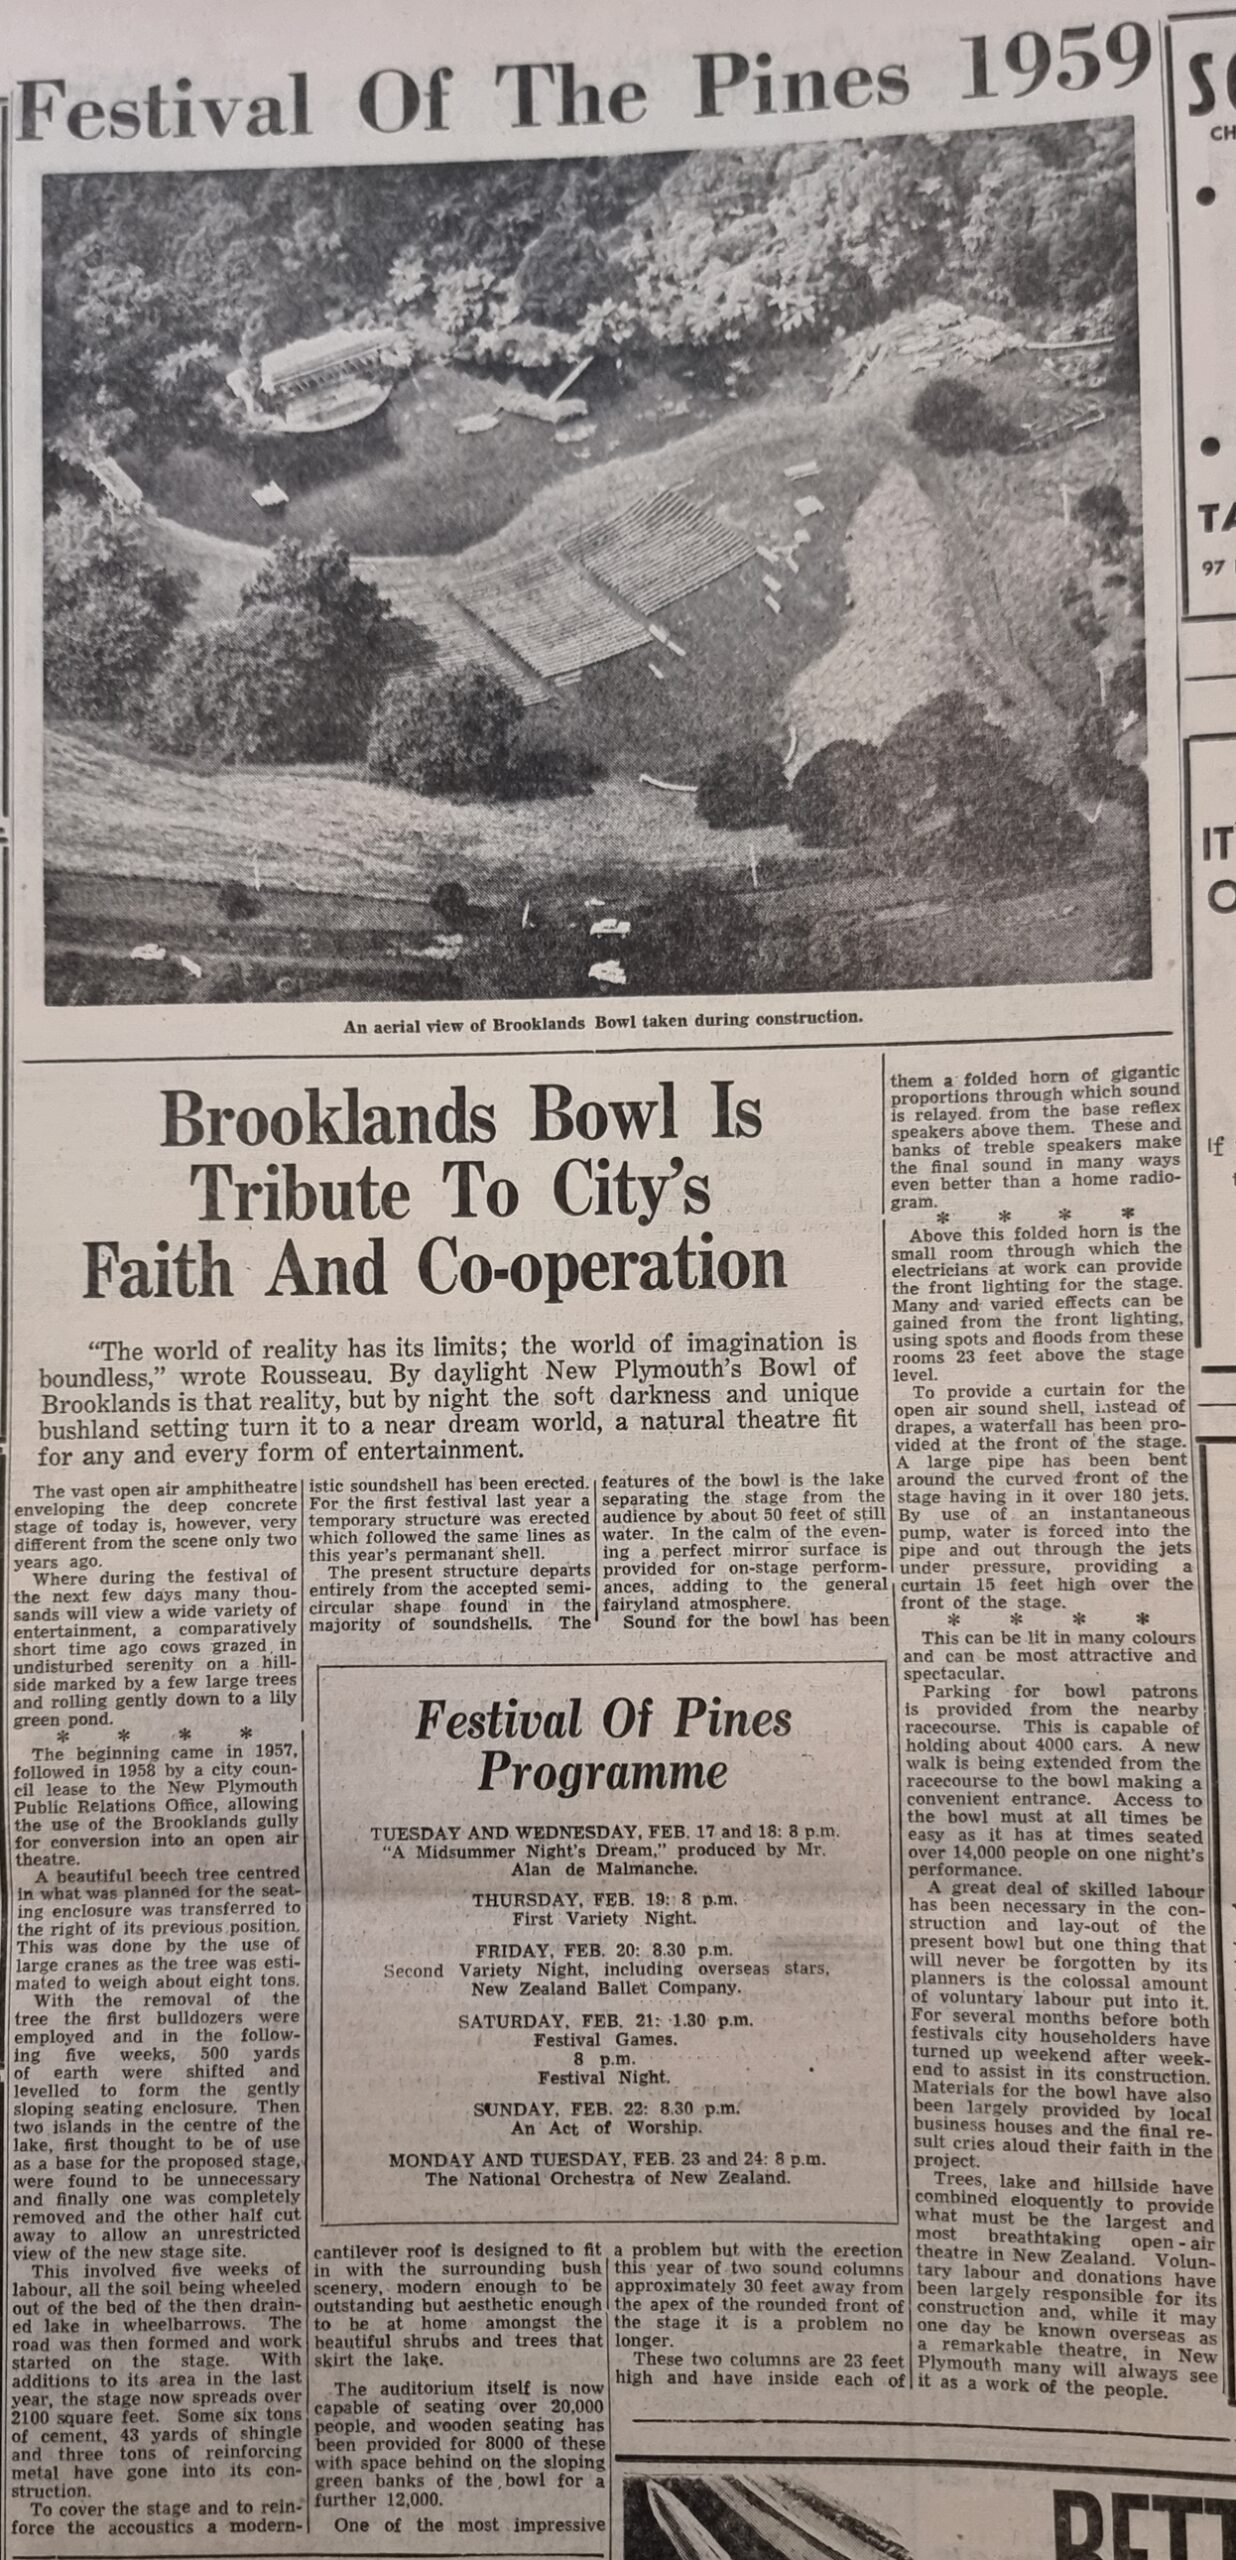 Festival Of The Pines 1959
An aerial view of Brooklands Bowl taken during construction.
Brooklands Bowl Is
Tribute To City's
Faith And Co-operation
"The world of reality has its limits; the world of imagination is
boundless," wrote Rousseau. By daylight New Plymouth's Bowl of
Brooklands is that reality, but by night the soft darkness and unique
bushland setting turn it to a near dream world, a natural theatre fit
for any and every form of entertainment.
The vast open air amphitheatre
enveloping the deep concrete
stage of today is, however, very
different from the scene only two
years ago.
Where during the festival of
the next few days many thou-
sands will view a wide variety of
entertainment, a comparatively
short time ago cows grazed in
undisturbed serenity on a hill-
side marked by a few large trees
and rolling gently down to a lily
green pond.
* * * *
The beginning came in 1957,
followed in 1958 by a city coun-
cil lease to the New Plymouth
Public Relations Office, allowing
the use of the Brooklands gully
for conversion into an open air
theatre.
A beautiful beech tree centred
in what was planned for the seat-
ing enclosure was transferred to
the right of its previous position.
This was done by the use of
large cranes as the tree was esti-
mated to weigh about eight tons.
With the removal of the
tree the first bulldozers were
employed and in the follow-
ing five weeks, 500 yards
of earth were shifted and
levelled to form the gently
sloping seating enclosure. Then
two islands in the centre of the
lake, first thought to be of use
as a base for the proposed stage,
were found to be unnecessary
and finally one was completely
removed and the other half cut
away to allow an unrestricted
view of the new stage site.
This involved five weeks of
labour, all the soil being wheeled
out of the bed of the then drain-
ed lake in wheelbarrows. The
road was then formed and work
started on the stage. With
additions to its area in the last
year, the stage now spreads over
2100 square feet. Some six tons
of cement, 43 yards of shingle
and three tons of reinforcing
metal have gone into its con-
struction.
To cover the stage and to rein-
force the accoustics a modern-
istic soundshell has been erected.
For the first festival last year a
temporary structure was erected
which followed the same lines as
this year's permanant shell.
The present structure departs
entirely from the accepted semi-
circular shape found in the
majority of soundshells. The
cantilever roof is designed to fit
in with the surrounding bush
scenery, modern enough to be
outstanding but aesthetic enough
to be at home amongst the
beautiful shrubs and trees that
skirt the lake.
The auditorium itself is now
capable of seating over 20,000
people, and wooden seating has
been provided for 8000 of these
with space behind on the sloping
green banks of the bowl for a
further 12,000.
One of the most impressive
features of the bowl is the lake
separating the stage from the
audience by about 50 feet of still
water. In the calm of the even-
ing a perfect mirror surface is
provided for on-stage perform-
ances, adding to the general
fairyland atmosphere.
Sound for the bowl has been
a problem but with the erection
this year of two sound columns
approximately 30 feet away from
the apex of the rounded front of
the stage it is a problem no
longer.
These two columns are 23 feet
high and have inside each of
them a folded horn of gigantic
proportions through which sound
is relayed from the base reflex
speakers above them. These and
banks of treble speakers make
the final sound in many ways
even better than a home radio-
gram.
* * * *
Above this folded horn is the
small room through which the
electricians at work can provide
the front lighting for the stage.
Many and varied effects can be
gained from the front lighting,
using spots and floods from these
rooms 23 feet above the stage
level.
To provide a curtain for the
open air sound shell, instead of
drapes, a waterfall has been pro-
vided at the front of the stage.
A large pipe has been bent
around the curved front of the
stage having in it over 180 jets.
By use of an instantaneous
pump, water is forced into the
pipe and out through the jets
under pressure, providing a
curtain 15 feet high over the
front of the stage.
* * * *
This can be lit in many colours
and can be most attractive and
spectacular.
Parking for bowl patrons
is provided from the nearby
racecourse. This is capable of
holding about 4000 cars. A new
walk is being extended from the
racecourse to the bowl making a
convenient entrance. Access to
the bowl must at all times be
easy as it has at times seated
over 14,000 people on one night's
performance.
A great deal of skilled labour
has been necessary in the con-
struction and lay-out of the
present bowl but one thing that
will never be forgotten by its
planners is the colossal amount
of voluntary labour put into it.
For several months before both
festivals city householders have
turned up weekend after week-
end to assist in its construction.
Materials for the bowl have also
been largely provided by local
business houses and the final re-
sult cries aloud their faith in the
project.
Trees, lake and hillside have
combined eloquently to provide
what must be the largest and
most breathtaking open-air
theatre in New Zealand. Volun-
tary labour and donations have
been largely responsible for its
construction and, while it may
one day be known overseas as
a remarkable theatre, in New
Plymouth many will always see
it as a work of the people.
Festival Of Pines
Programme
TUESDAY AND WEDNESDAY, FEB. 17 and 18: 8 p.m.
"A Midsummer Night's Dream," produced by Mr.
Alan de Malmanche.
THURSDAY, FEB. 19: 8 p.m.
First Variety Night.
FRIDAY, FEB. 20: 8.30 p.m.
Second Variety Night, including overseas stars,
New Zealand Ballet Company.
SATURDAY, FEB. 21: 1.30 p.m.
Festival Games.
8 p.m.
Festival Night.
SUNDAY, FEB. 22: 8.30 p.m.
An Act of Worship.
MONDAY AND TUESDAY, FEB. 23 and 24: 8 p.m.
The National Orchestra of New Zealand.
CH
TA
97
IT
O
If